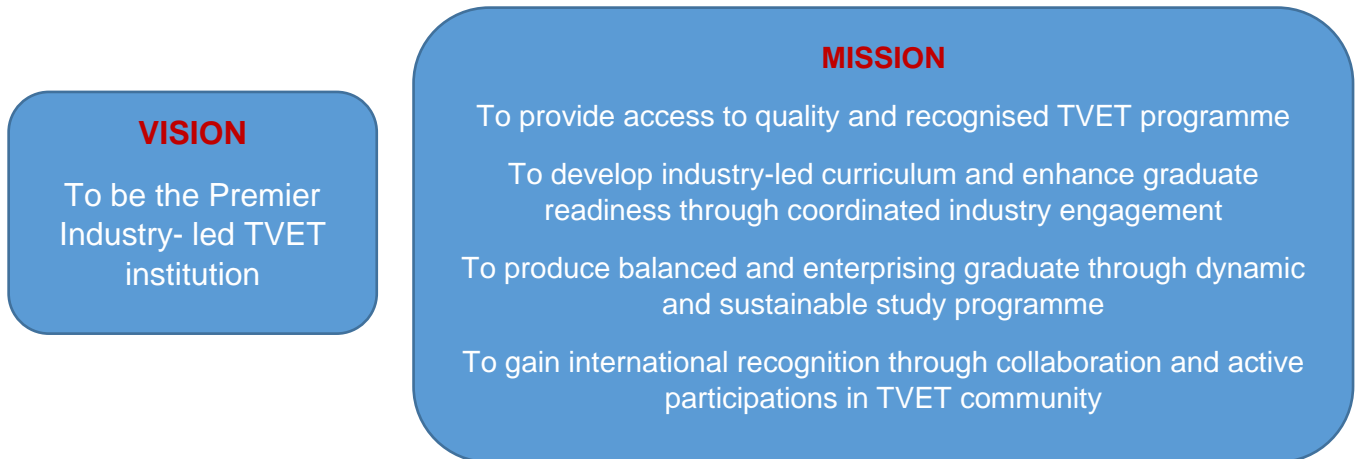 VISION
To be the Premier
Industry- led TVET
institution
MISSION
To provide access to quality and recognised TVET programme
To develop industry-led curriculum and enhance graduate
readiness through coordinated industry engagement
To produce balanced and enterprising graduate through dynamic
and sustainable study programme
To gain international recognition through collaboration and active
participations in TVET community